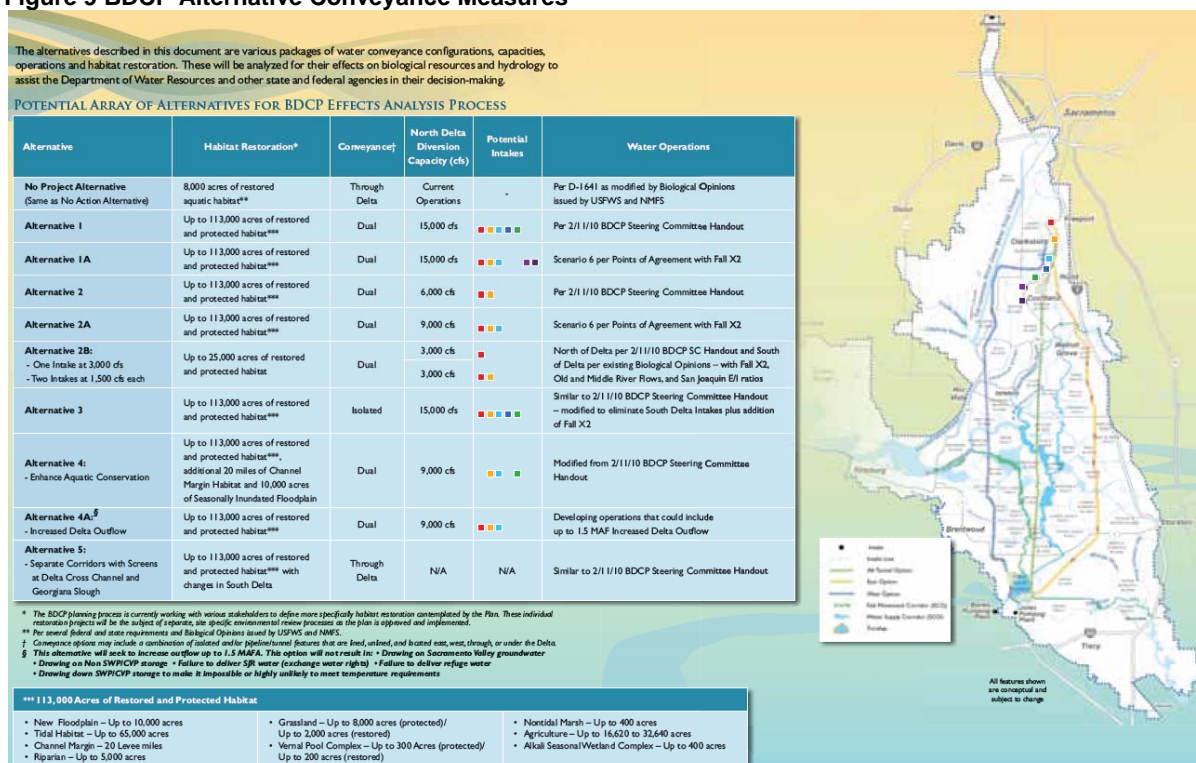 Figure 9 BDCP Alternative Conveyance Measures
The alternatives described in this document are various packages of water conveyance configurations, capacities,
operations and habitat restoration. These will be analyzed for their effects on biological resources and hydrology to
assist the Department of Water Resources and other state and federal agencies in their decision-making.
POTENTIAL ARRAY OF ALTERNATIVES FOR BDCP EFFECTS ANALYSIS PROCESS
Alternative
Habitat Restoration*
Conveyance†
North Delta
Diversion
Capacity (cfs)
Potential
Intakes
Water Operations
No Project Alternative
(Same as No Action Alternative)
8,000 acres of restored
aquatic habitat**
Through
Delta
Current
Operations
-
Per D-1641 as modified by Biological Opinions
issued by USFWS and NMFS
Alternative 1
Up to 113,000 acres of restored
and protected habitat***
Dual
15,000 cfs
Per 2/11/10 BDCP Steering Committee Handout
Alternative 1A
Up to 113,000 acres of restored
and protected habitat***
Dual
15,000 cfs
Scenario 6 per Points of Agreement with Fall X2
Alternative 2
Up to 113,000 acres of restored
and protected habitat***
Dual
6,000 cfs
Per 2/11/10 BDCP Steering Committee Handout
Alternative 2A
Up to 113,000 acres of restored
and protected habitat***
Dual
9,000 cfs
Scenario 6 per Points of Agreement with Fall X2
Alternative 2B:
- One Intake at 3,000 cfs
- Two Intakes at 1,500 cfs each
Up to 25,000 acres of restored
and protected habitat
Dual
3,000 cfs
3,000 cfs
North of Delta per 2/11/10 BDCP SC Handout and South
of Delta per existing Biological Opinions – with Fall X2,
Old and Middle River Flows, and San Joaquin E/I ratios
Alternative 3
Up to 113,000 acres of restored
and protected habitat***
Isolated
15,000 cfs
Similar to 2/11/10 BDCP Steering Committee Handout
– modified to eliminate South Delta Intakes plus addition
of Fall X2
Alternative 4:
- Enhance Aquatic Conservation
Up to 113,000 acres of restored
and protected habitat***,
additional 20 miles of Channel
Margin Habitat and 10,000 acres
of Seasonally Inundated Floodplain
Dual
9,000 cfs
Modified from 2/11/10 BDCP Steering Committee
Handout
Alternative 4A:§
- Increased Delta Outflow
Up to 113,000 acres of restored
and protected habitat***
Dual
9,000 cfs
Developing operations that could include
up to 1.5 MAF Increased Delta Outflow
Alternative 5:
- Separate Corridors with Screens
at Delta Cross Channel and
Georgiana Slough
Up to 113,000 acres of restored
and protected habitat*** with
changes in South Delta
Through
Delta
N/A
N/A
Similar to 2/11/10 BDCP Steering Committee Handout
* The BDCP planning process is currently working with various stakeholders to define more specifically habitat restoration contemplated by the Plan. These individual
restoration projects will be the subject of separate, site specific environmental review processes as the plan is approved and implemented.
** Per several federal and state requirements and Biological Opinions issued by USFWS and NMFS.
† Conveyance options may include a combination of isolated and/or pipeline/tunnel features that are lined, unlined, and located east, west, through, or under the Delta.
§ This alternative will seek to increase outflow up to 1.5 MAFA. This option will not result in: • Drawing on Sacramento Valley groundwater
• Drawing on Non SWP/CVP storage • Failure to deliver SJR water (exchange water rights) • Failure to deliver refuge water
• Drawing down SWP/CVP storage to make it impossible or highly unlikely to meet temperature requirements
*** 113,000 Acres of Restored and Protected Habitat
• New Floodplain – Up to 10,000 acres
• Tidal Habitat – Up to 65,000 acres
• Channel Margin – 20 Levee miles
• Riparian – Up to 5,000 acres
• Grassland – Up to 8,000 acres (protected)/
Up to 2,000 acres (restored)
• Vernal Pool Complex – Up to 300 Acres (protected)/
Up to 200 acres (restored)
• Nontidal Marsh – Up to 400 acres
• Agriculture – Up to 16,620 to 32,640 acres
• Alkali Seasonal Wetland Complex – Up to 400 acres
Sacramento
Davis
Freeport
Clarksburg
Hood
Courtland
Walnut
Grove
Brentwood
Tracy
All features shown
are conceptual and
subject to change